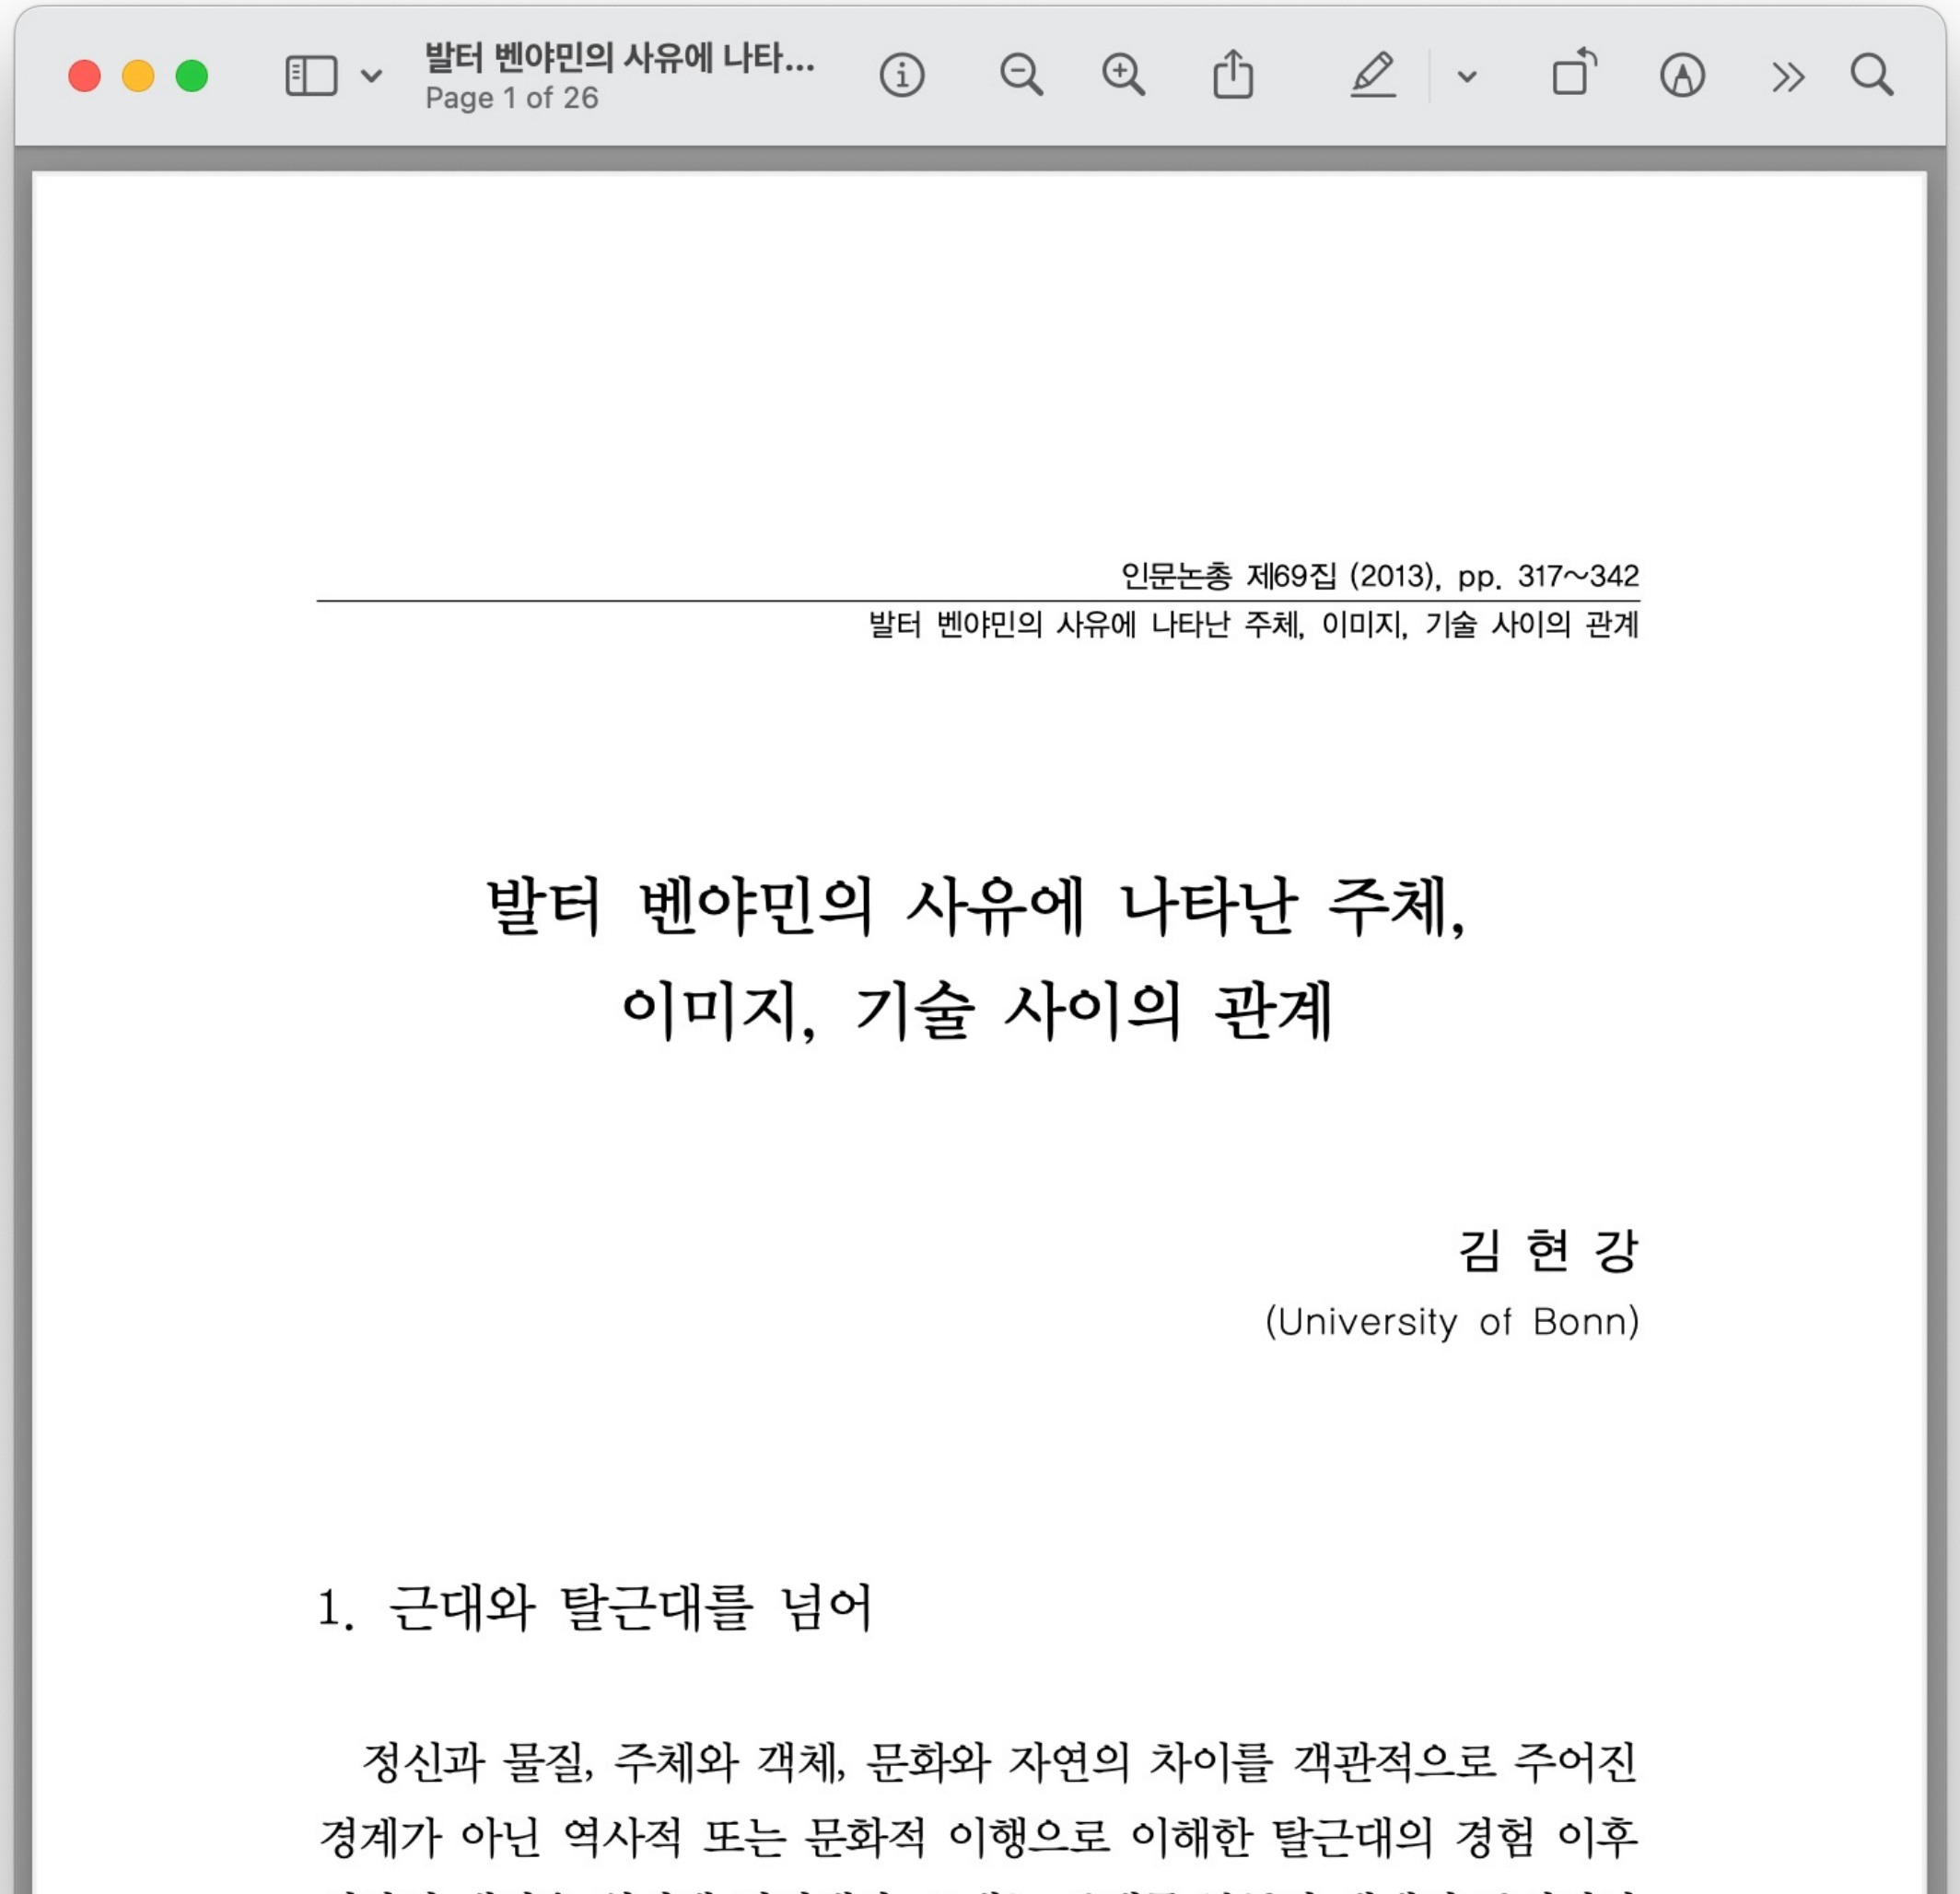 발터 벤야민의 사유에 나타...
Page 1 of 26
인문논총 제69집 (2013), pp. 317～342
발터 벤야민의 사유에 나타난 주체, 이미지, 기술 사이의 관계
발터 벤야민의 사유에 나타난 주체,
이미지, 기술 사이의 관계
김 현 강
(University of Bonn)
1. 근대와 탈근대를 넘어
정신과 물질, 주체와 객체, 문화와 자연의 차이를 객관적으로 주어진
경계가 아닌 역사적 또는 문화적 이행으로 이해한 탈근대의 경험 이후